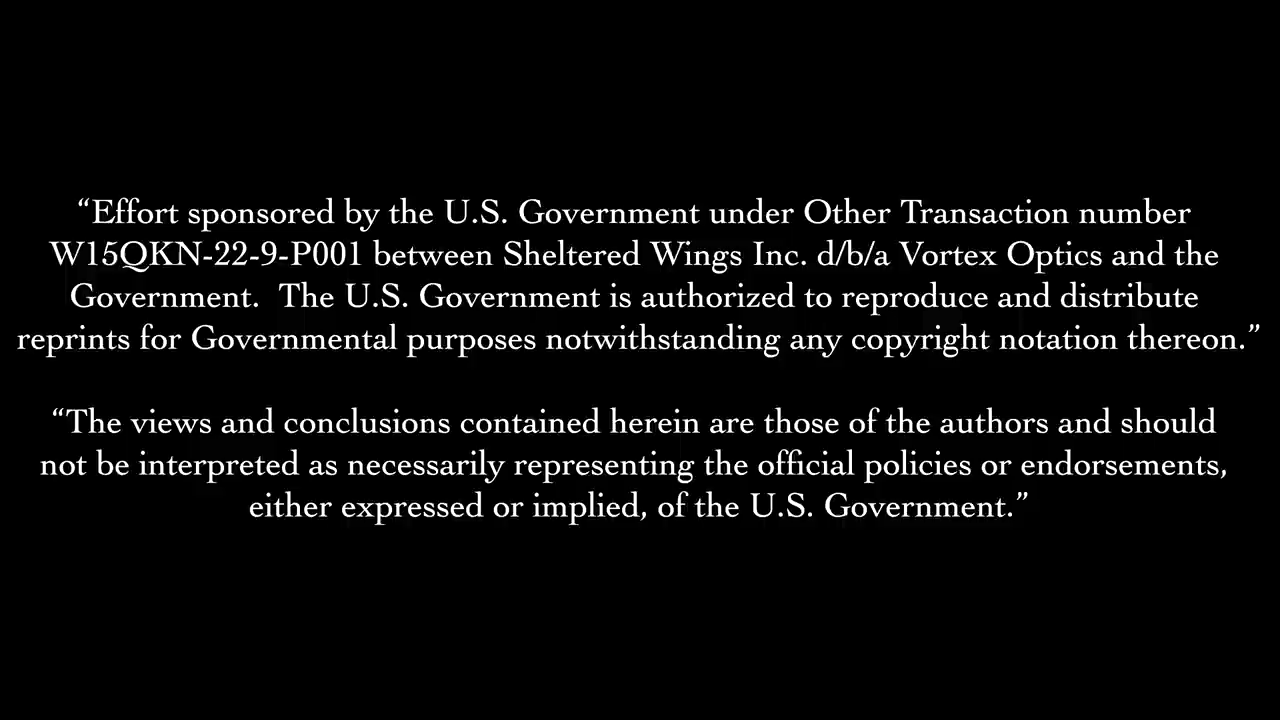 “Effort sponsored by the U.S. Government under Other Transaction number
W15QKN-22-9-P001 between Sheltered Wings Inc. d/b/a Vortex Optics and the
Government.  The U.S. Government is authorized to reproduce and distribute
reprints for Governmental purposes notwithstanding any copyright notation thereon.”
“The views and conclusions contained herein are those of the authors and should
not be interpreted as necessarily representing the official policies or endorsements,
either expressed or implied, of the U.S. Government.”